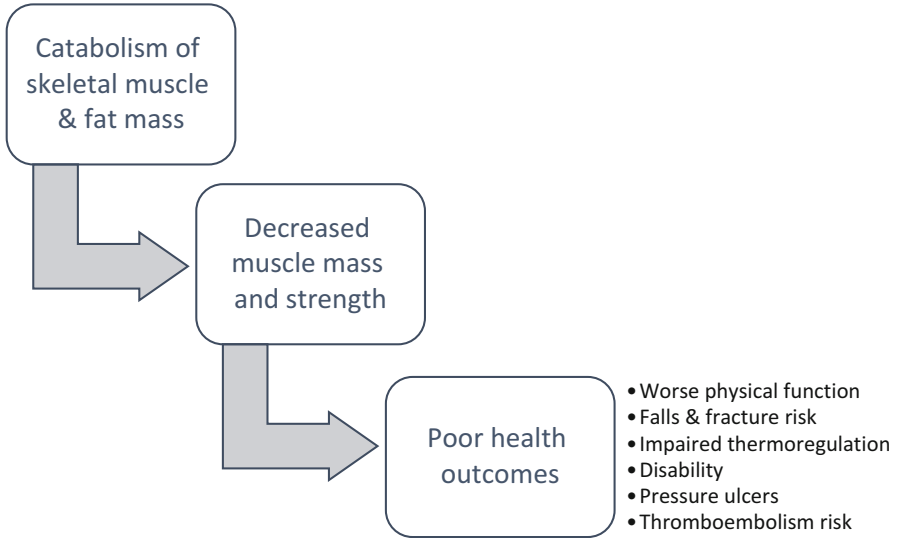 Catabolism of
skeletal muscle
& fat mass
Decreased
muscle mass
and strength
Poor health
outcomes
•Worse physical function
•Falls & fracture risk
•Impaired thermoregulation
•Disability
•Pressure ulcers
•Thromboembolism risk